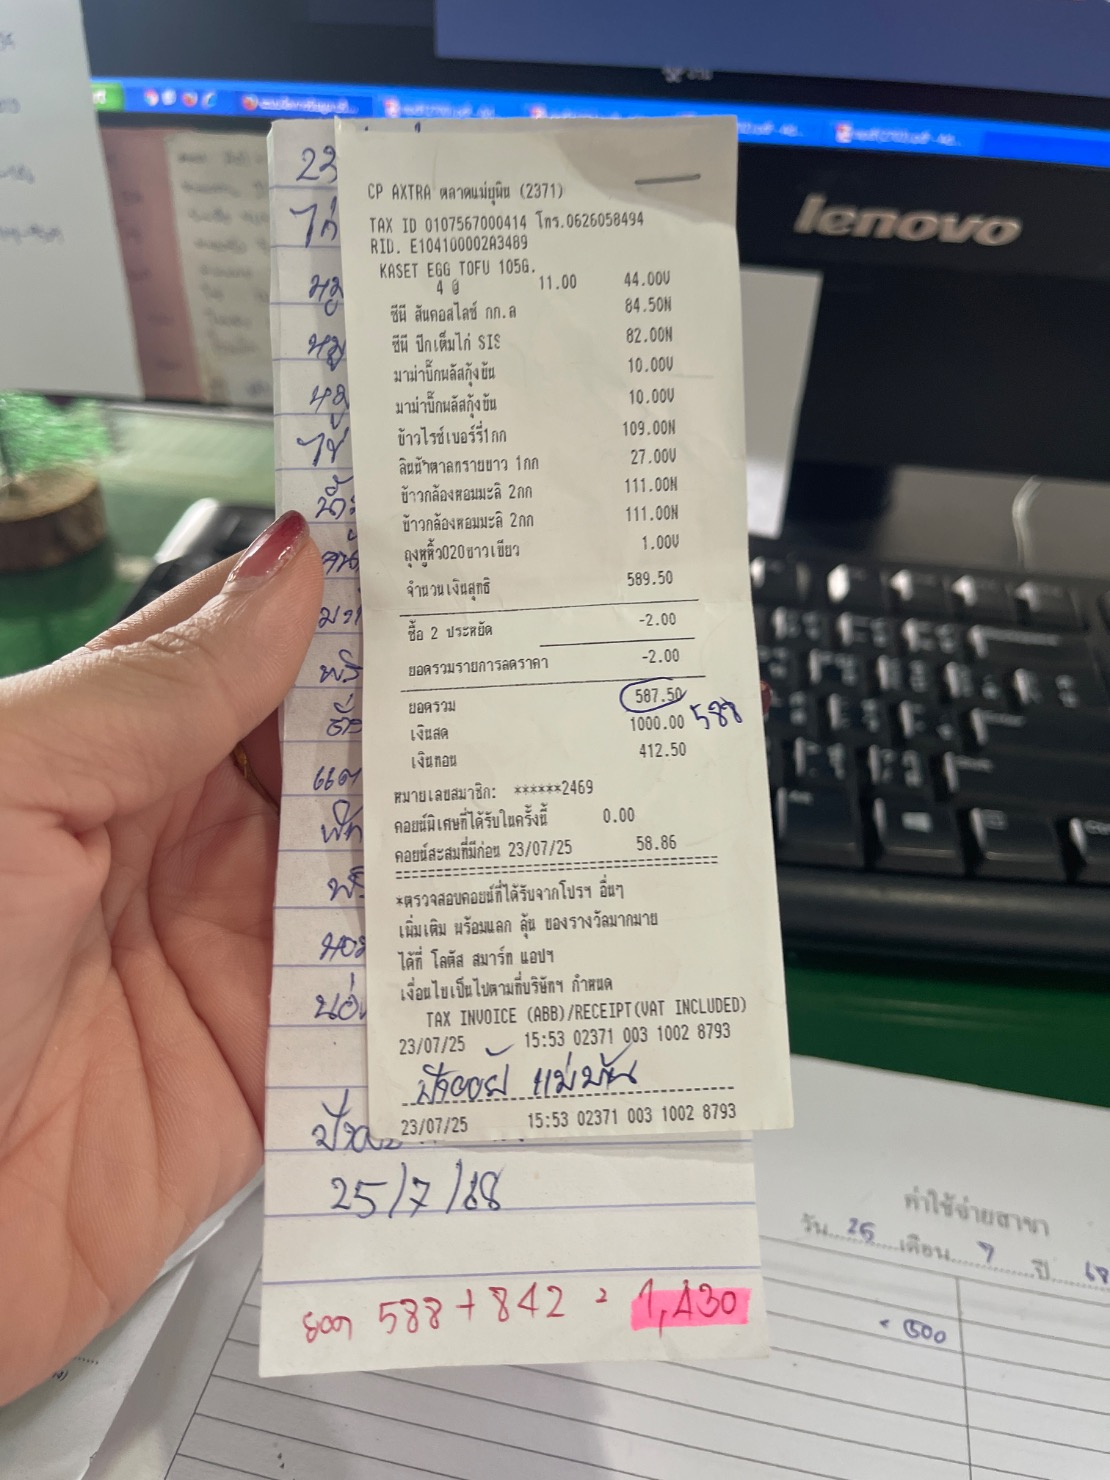 CP AXTRA ตลาดแม่ยุพิน (2371)
TAX ID 0107567000414 โทร.0626058494
RID. E104100002A3489
KASET EGG TOFU 105G.
4 @ 11.00 44.00V
ซีพี สันคอสไลซ์ กก.ล 84.50N
ซีพี ปีกเต็มไก่ SIS 82.00N
มาม่าบิ๊กพลัสกุ้งข้น 10.00V
มาม่าบิ๊กพลัสกุ้งข้น 10.00V
ข้าวไรซ์เบอร์รี่1กก 109.00N
ลินน้ำตาลทรายขาว 1กก 27.00V
ข้าวกล้องหอมมะลิ 2กก 111.00N
ข้าวกล้องหอมมะลิ 2กก 111.00N
ถุงหูหิ้ว020ขาวเขียว 1.00V
จำนวนเงินสุทธิ 589.50
ซื้อ 2 ประหยัด -2.00
ยอดรวมรายการลดราคา -2.00
ยอดรวม 587.50
588
เงินสด 1000.00
เงินทอน 412.50
หมายเลขสมาชิก: ******2469
คอยน์พิเศษที่ได้รับในครั้งนี้ 0.00
คอยน์สะสมที่มีก่อน 23/07/25 58.86
*ตรวจสอบคอยน์ที่ได้รับจากโปรฯ อื่นๆ
เพิ่มเติม พร้อมแลก ลุ้น ของรางวัลมากมาย
ได้ที่ โลตัส สมาร์ท แอปฯ
เงื่อนไขเป็นไปตามที่บริษัทฯ กำหนด
TAX INVOICE (ABB)/RECEIPT(VAT INCLUDED)
23/07/25 15:53 02371 003 1002 8793
23/07/25 15:53 02371 003 1002 8793
25/7/68
ยอด 588 + 842 = 1,430
lenovo
ค่าใช้จ่ายสาขา
วัน 25 เดือน 7 ปี 68